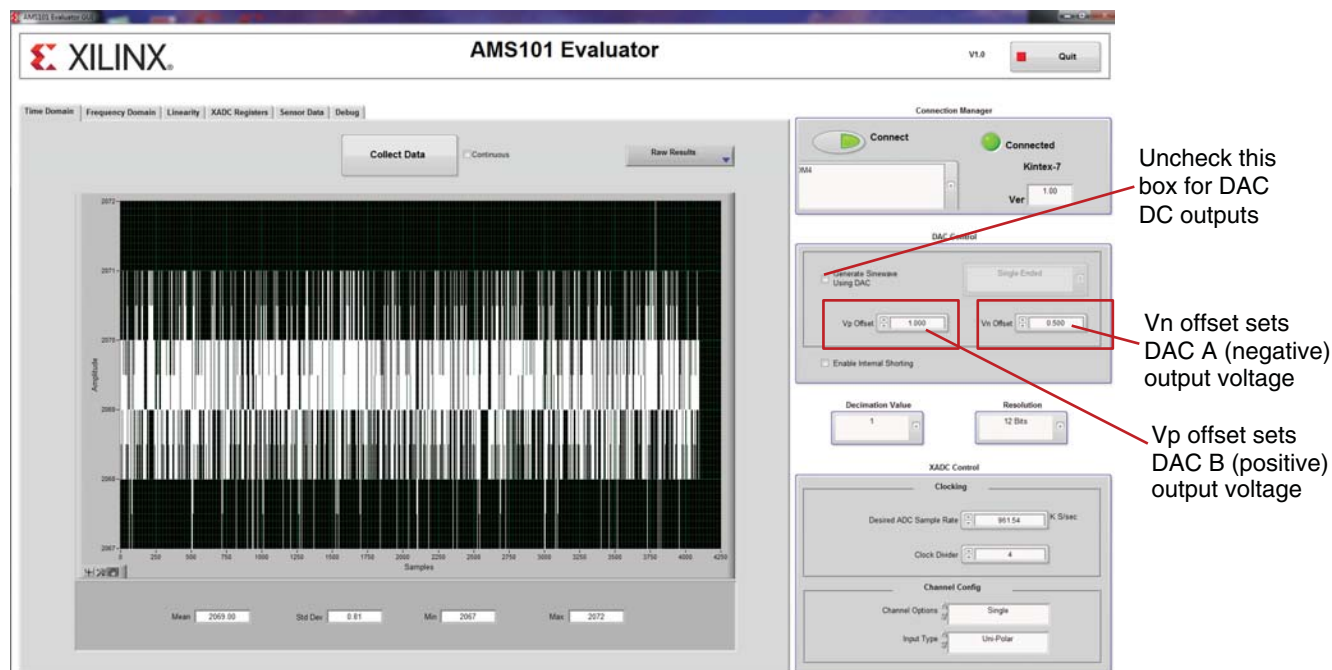 AMS101 Evaluator GUI
XILINX®
AMS101 Evaluator
V1.0
Quit
Time Domain
Frequency Domain
Linearity
XADC Registers
Sensor Data
Debug
Collect Data
Continuous
Raw Results
2072
2071
2070
2069
2068
2067
Amplitude
0
250
500
750
1000
1250
1500
1750
2000
2250
2500
2750
3000
3250
3500
3750
4000
4250
Samples
Mean 2069.00
Std Dev 0.61
Min 2067
Max 2072
Connection Manager
Connect
Connected
Kintex-7
Ver 1.00
DAC Control
Generate Sinewave
Using DAC
Single-Ended
Vp Offset 1.000
Vn Offset 0.500
Enable Internal Shorting
Decimation Value
1
Resolution
12 Bits
XADC Control
Clocking
Desired ADC Sample Rate 961.54 K S/sec
Clock Divider 4
Channel Config
Channel Options Single
Input Type Uni-Polar
Uncheck this
box for DAC
DC outputs
Vn offset sets
DAC A (negative)
output voltage
Vp offset sets
DAC B (positive)
output voltage